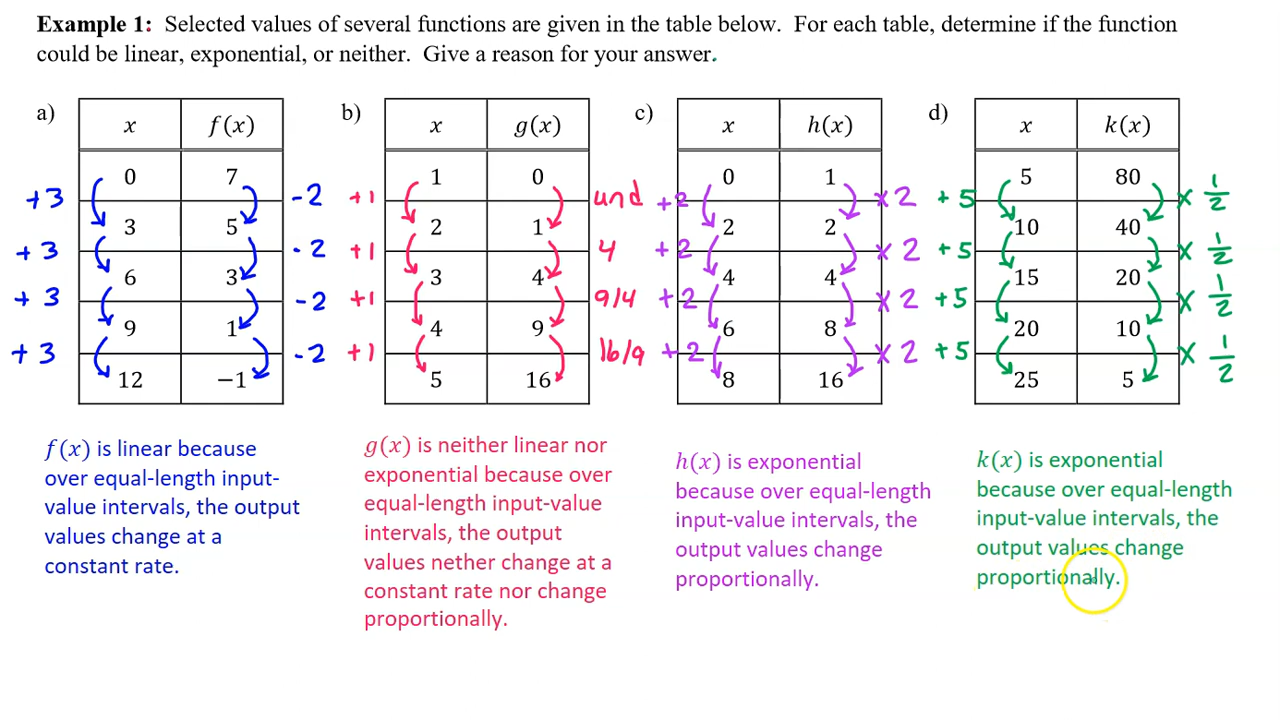 Example 1: Selected values of several functions are given in the table below. For each table, determine if the function
could be linear, exponential, or neither. Give a reason for your answer.
a)
x f(x)
0 7
3 5
6 3
9 1
12 −1
+3 -2
+3 -2
+3 -2
+3 -2
f(x) is linear because
over equal-length input-
value intervals, the output
values change at a
constant rate.
b)
x g(x)
1 0
2 1
3 4
4 9
5 16
+1 und
+1 4
+1 9/4
+1 16/9
g(x) is neither linear nor
exponential because over
equal-length input-value
intervals, the output
values nether change at a
constant rate nor change
proportionally.
c)
x h(x)
0 1
2 2
4 4
6 8
8 16
+2 ×2
+2 ×2
+2 ×2
+2 ×2
h(x) is exponential
because over equal-length
input-value intervals, the
output values change
proportionally.
d)
x k(x)
5 80
10 40
15 20
20 10
25 5
+5 × 1/2
+5 × 1/2
+5 × 1/2
+5 × 1/2
k(x) is exponential
because over equal-length
input-value intervals, the
output values change
proportionally.